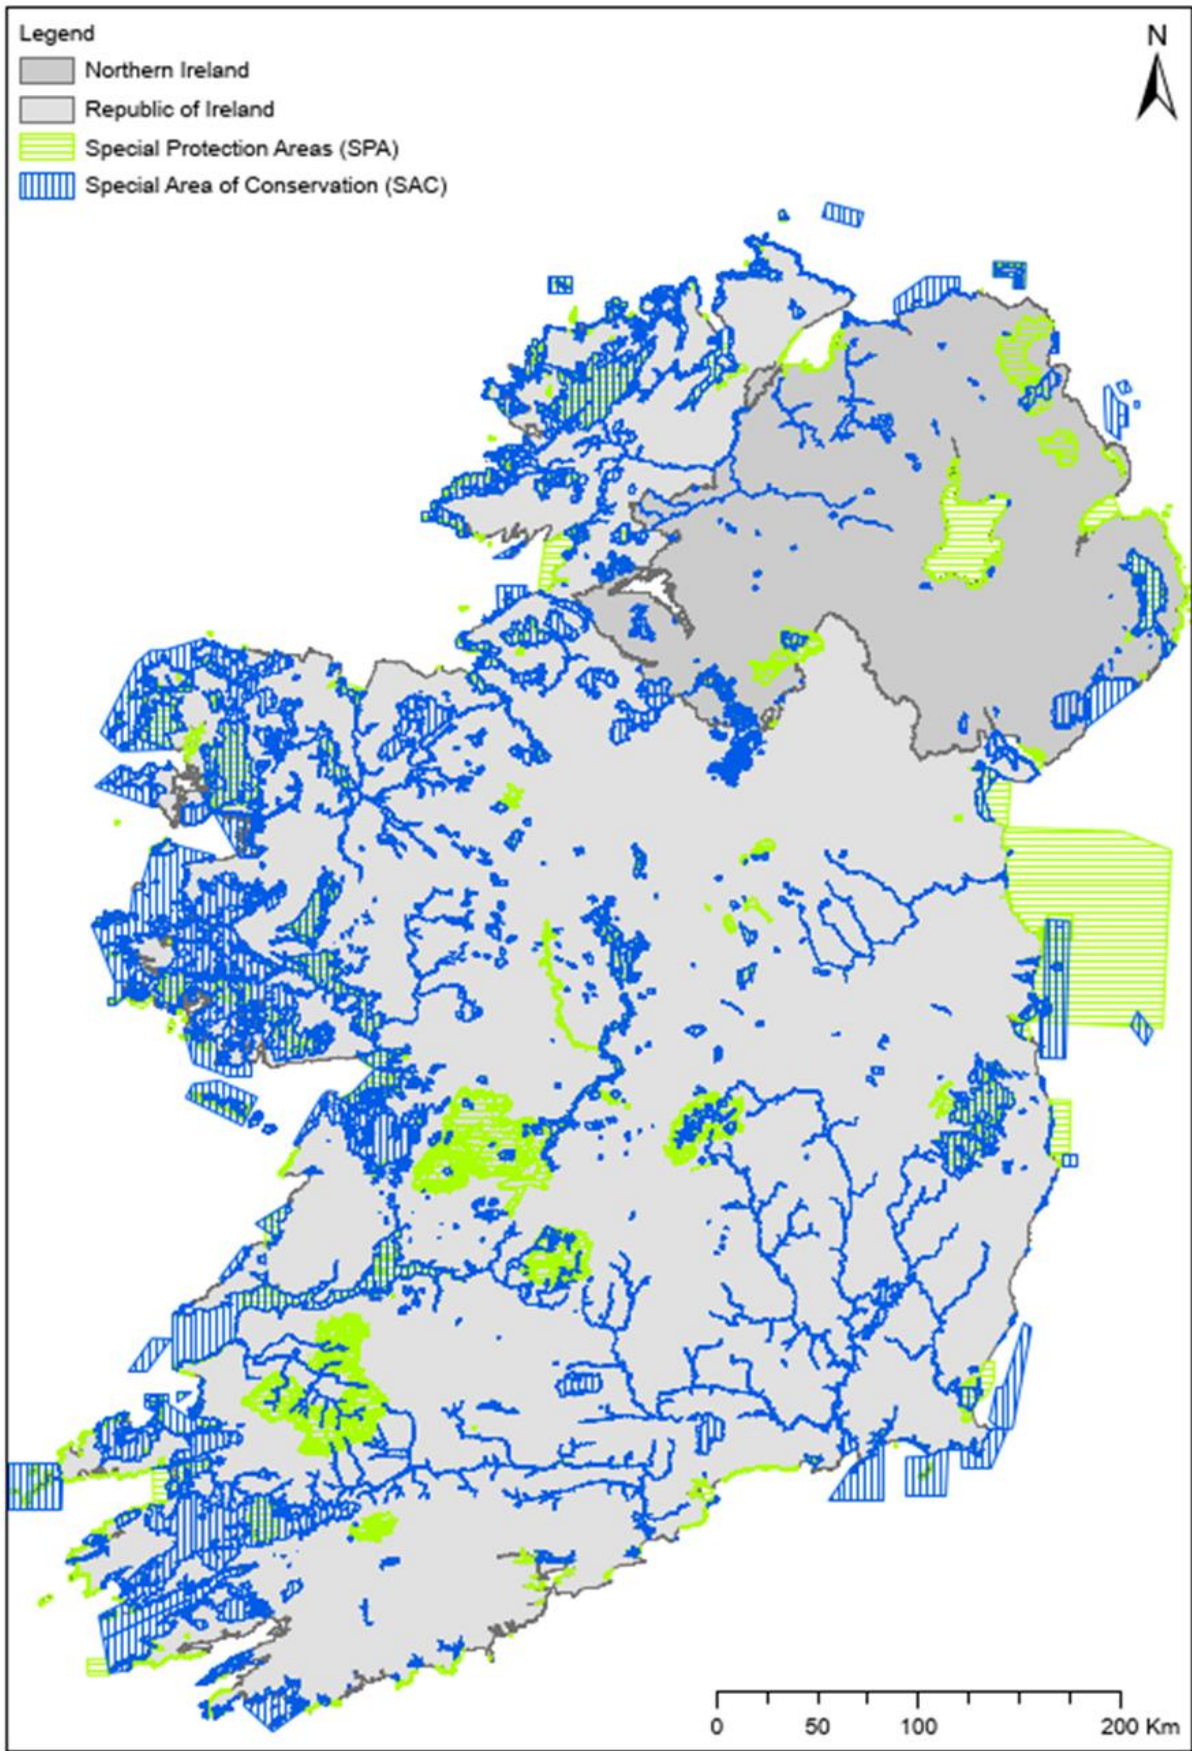 Legend
N
Northern Ireland
Republic of Ireland
Special Protection Areas (SPA)
Special Area of Conservation (SAC)
0 50 100 200 Km